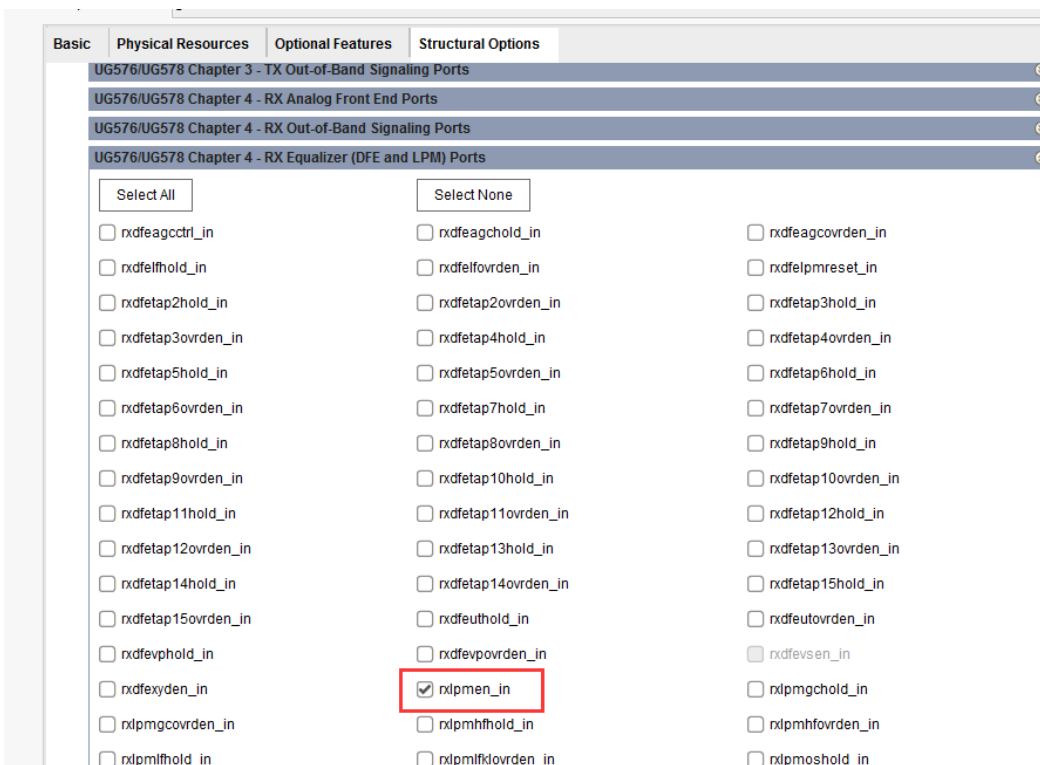 Basic Physical Resources Optional Features Structural Options
UG576/UG578 Chapter 3 - TX Out-of-Band Signaling Ports
UG576/UG578 Chapter 4 - RX Analog Front End Ports
UG576/UG578 Chapter 4 - RX Out-of-Band Signaling Ports
UG576/UG578 Chapter 4 - RX Equalizer (DFE and LPM) Ports
Select All Select None
rxdfeagcctrl_in rxdfeagchold_in rxdfeagcovrden_in
rxdfelfhold_in rxdfelfovrden_in rxdfelpmreset_in
rxdfetap2hold_in rxdfetap2ovrden_in rxdfetap3hold_in
rxdfetap3ovrden_in rxdfetap4hold_in rxdfetap4ovrden_in
rxdfetap5hold_in rxdfetap5ovrden_in rxdfetap6hold_in
rxdfetap6ovrden_in rxdfetap7hold_in rxdfetap7ovrden_in
rxdfetap8hold_in rxdfetap8ovrden_in rxdfetap9hold_in
rxdfetap9ovrden_in rxdfetap10hold_in rxdfetap10ovrden_in
rxdfetap11hold_in rxdfetap11ovrden_in rxdfetap12hold_in
rxdfetap12ovrden_in rxdfetap13hold_in rxdfetap13ovrden_in
rxdfetap14hold_in rxdfetap14ovrden_in rxdfetap15hold_in
rxdfetap15ovrden_in rxdfeuthold_in rxdfeutovrden_in
rxdfevphold_in rxdfevpovrden_in rxdfevsen_in
rxdfexyden_in rxlpmen_in rxlpmgchold_in
rxlpmgcovrden_in rxlpmhfhold_in rxlpmhfovrden_in
rxlpmlfhold_in rxlpmlfklovrden_in rxlpmoshold_in